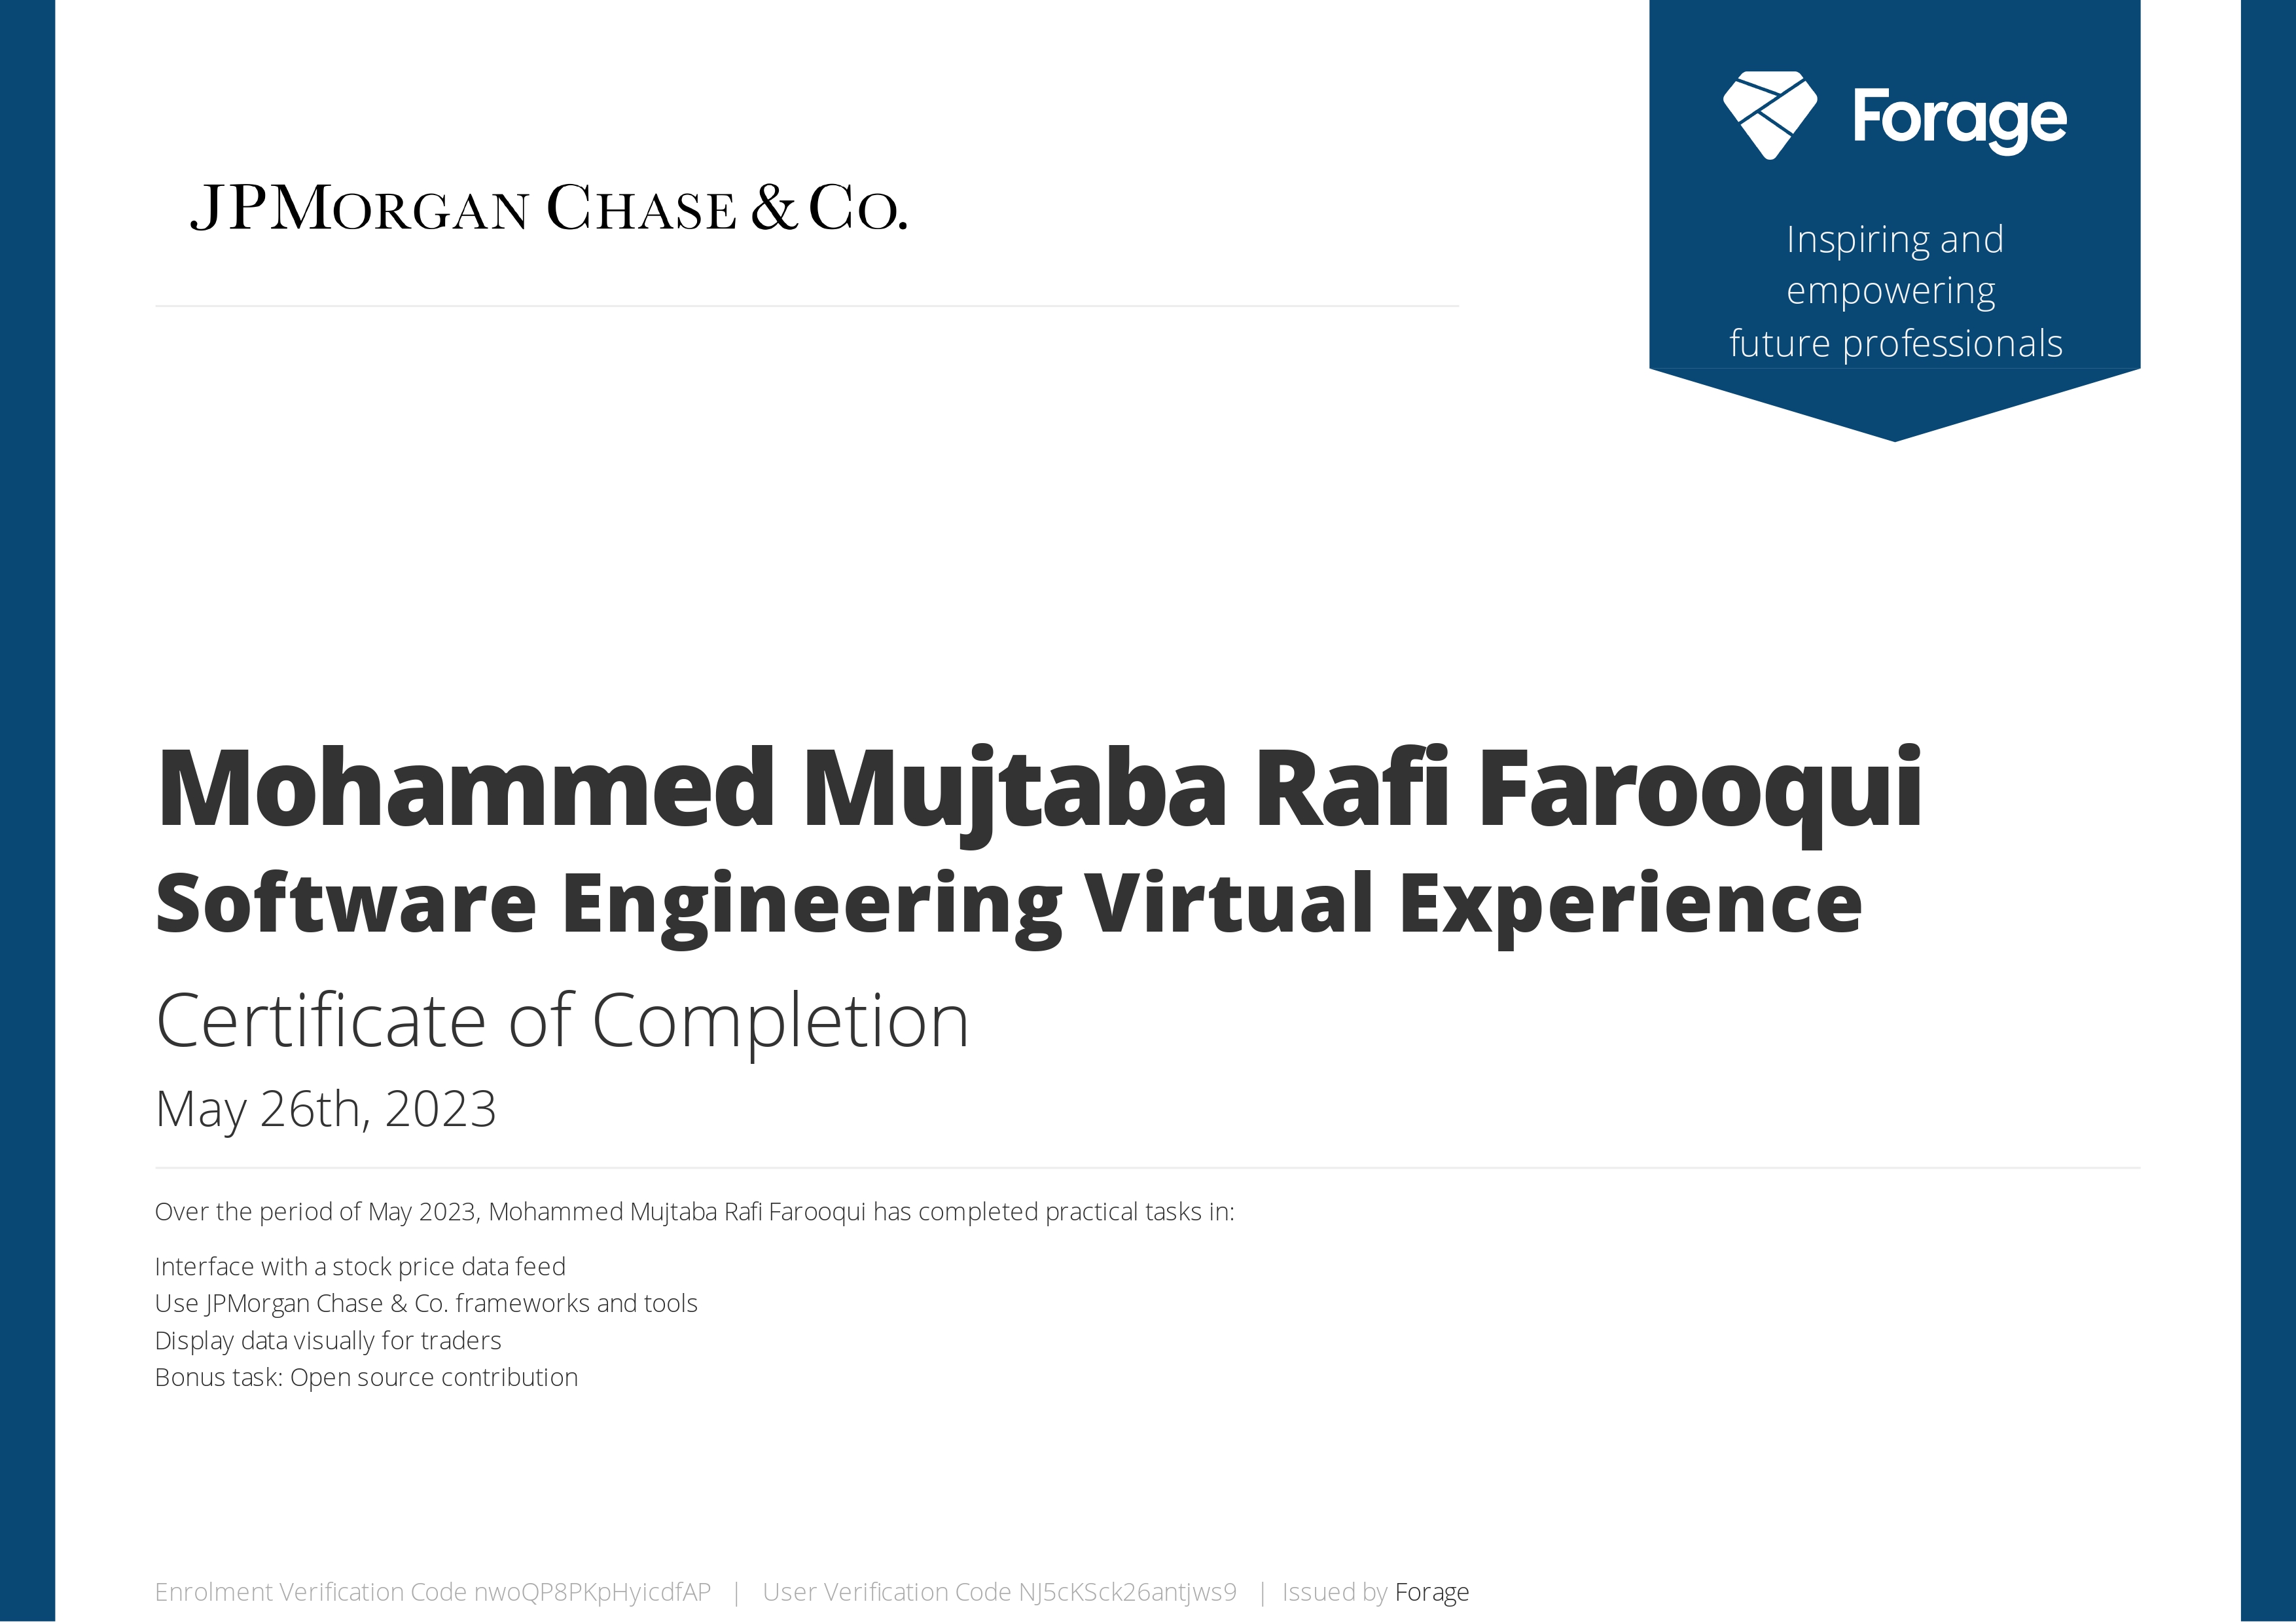 JPMORGAN CHASE & CO.
Forage
Inspiring and
empowering
future professionals
Mohammed Mujtaba Rafi Farooqui
Software Engineering Virtual Experience
Certificate of Completion
May 26th, 2023
Over the period of May 2023, Mohammed Mujtaba Rafi Farooqui has completed practical tasks in:
Interface with a stock price data feed
Use JPMorgan Chase & Co. frameworks and tools
Display data visually for traders
Bonus task: Open source contribution
Enrolment Verification Code nwoQP8PKpHyicdfAP | User Verification Code NJ5cKSck26antjws9 | Issued by Forage